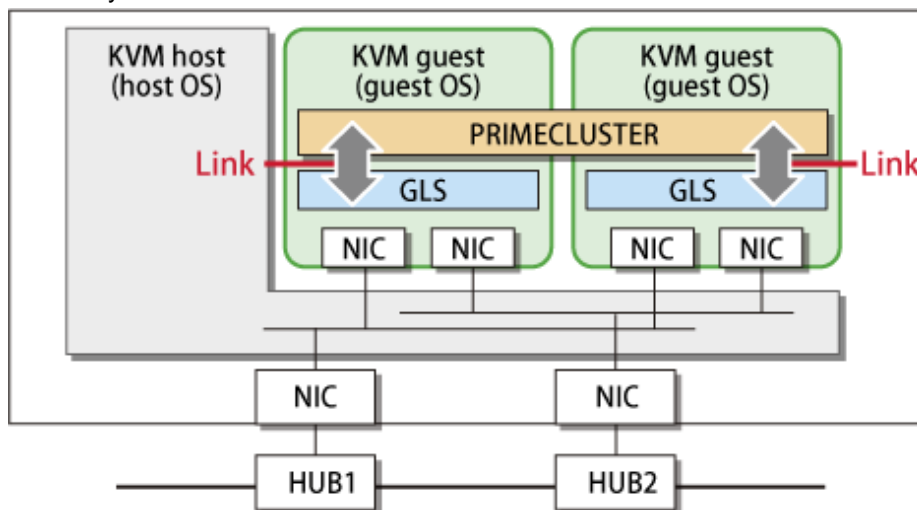 KVM host
(host OS)
KVM guest
(guest OS)
KVM guest
(guest OS)
PRIMECLUSTER
Link
Link
GLS
GLS
NIC
NIC
NIC
NIC
NIC
NIC
HUB1
HUB2